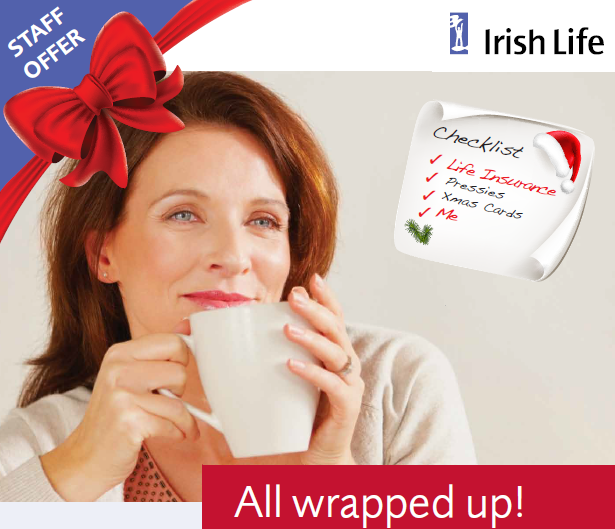 STAFF
OFFER
Irish Life
Checklist
Life Insurance
Pressies
Xmas Cards
Me
All wrapped up!